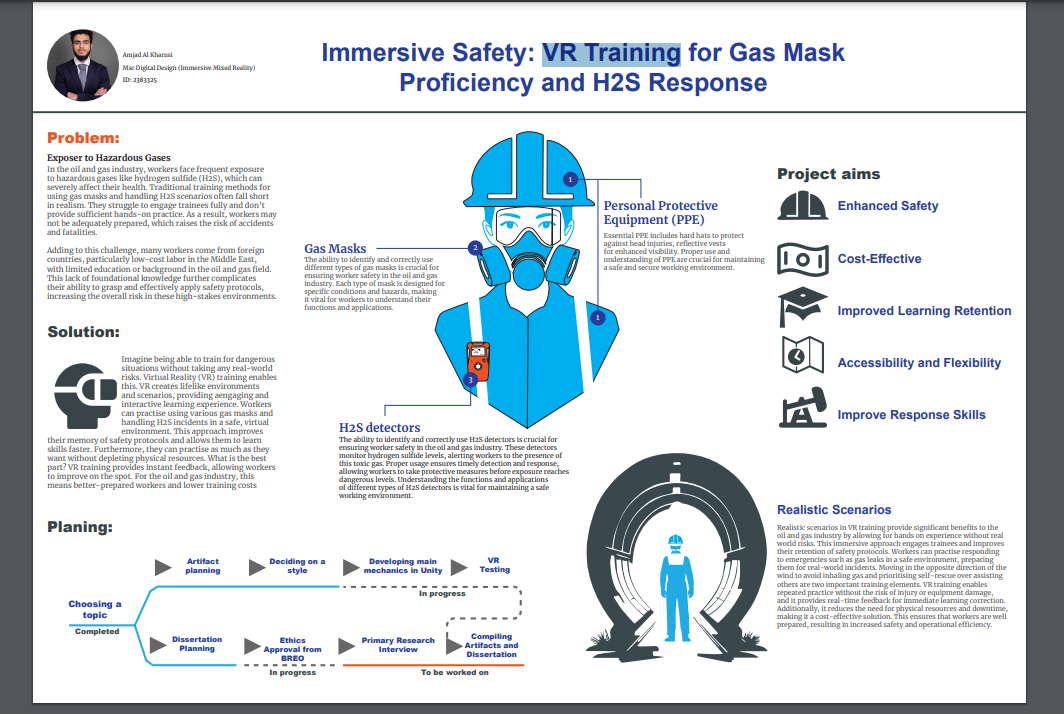 Amjad Al Kharusi
Msc Digital Design (Immersive Mixed Reality)
ID: 2383325
Immersive Safety: VR Training for Gas Mask
Proficiency and H2S Response
Problem:
Exposer to Hazardous Gases
In the oil and gas industry, workers face frequent exposure
to hazardous gases like hydrogen sulfide (H2S), which can
severely affect their health. Traditional training methods for
using gas masks and handling H2S scenarios often fall short
in realism. They struggle to engage trainees fully and don't
provide sufficient hands-on practice. As a result, workers may
not be adequately prepared, which raises the risk of accidents
and fatalities.
Adding to this challenge, many workers come from foreign
countries, particularly low-cost labor in the Middle East,
with limited education or background in the oil and gas field.
This lack of foundational knowledge further complicates
their ability to grasp and effectively apply safety protocols,
increasing the overall risk in these high-stakes environments.
Solution:
Imagine being able to train for dangerous
situations without taking any real-world
risks. Virtual Reality (VR) training enables
this. VR creates lifelike environments
and scenarios, providing aengaging and
interactive learning experience. Workers
can practise using various gas masks and
handling H2S incidents in a safe, virtual
environment. This approach improves
their memory of safety protocols and allows them to learn
skills faster. Furthermore, they can practise as much as they
want without depleting physical resources. What is the best
part? VR training provides instant feedback, allowing workers
to improve on the spot. For the oil and gas industry, this
means better-prepared workers and lower training costs
1
Personal Protective
Equipment (PPE)
Essential PPE includes hard hats to protect
against head injuries, reflective vests
for enhanced visibility. Proper use and
understanding of PPE are crucial for maintaining
a safe and secure working environment.
1
Gas Masks
2
The ability to identify and correctly use
different types of gas masks is crucial for
ensuring worker safety in the oil and gas
industry. Each type of mask is designed for
specific conditions and hazards, making
it vital for workers to understand their
functions and applications.
3
H2S detectors
The ability to identify and correctly use H2S detectors is crucial for
ensuring worker safety in the oil and gas industry. These detectors
monitor hydrogen sulfide levels, alerting workers to the presence of
this toxic gas. Proper usage ensures timely detection and response,
allowing workers to take protective measures before exposure reaches
dangerous levels. Understanding the functions and applications
of different types of H2S detectors is vital for maintaining a safe
working environment.
Project aims
Enhanced Safety
Cost-Effective
Improved Learning Retention
Accessibility and Flexibility
Improve Response Skills
Realistic Scenarios
Realistic scenarios in VR training provide significant benefits to the
oil and gas industry by allowing for hands on experience without real
world risks. This immersive approach engages trainees and improves
their retention of safety protocols. Workers can practise responding
to emergencies such as gas leaks in a safe environment, preparing
them for real-world incidents. Moving in the opposite direction of the
wind to avoid inhaling gas and prioritising self-rescue over assisting
others are two important training elements. VR training enables
repeated practice without the risk of injury or equipment damage,
and it provides real-time feedback for immediate learning correction.
Additionally, it reduces the need for physical resources and downtime,
making it a cost-effective solution. This ensures that workers are well
prepared, resulting in increased safety and operational efficiency.
Planing:
Choosing a
topic
Completed
Artifact
planning
Deciding on a
style
Developing main
mechanics in Unity
VR
Testing
In progress
Dissertation
Planning
Ethics
Approval from
BREO
In progress
Primary Research
Interview
Compiling
Artifacts and
Dissertation
To be worked on